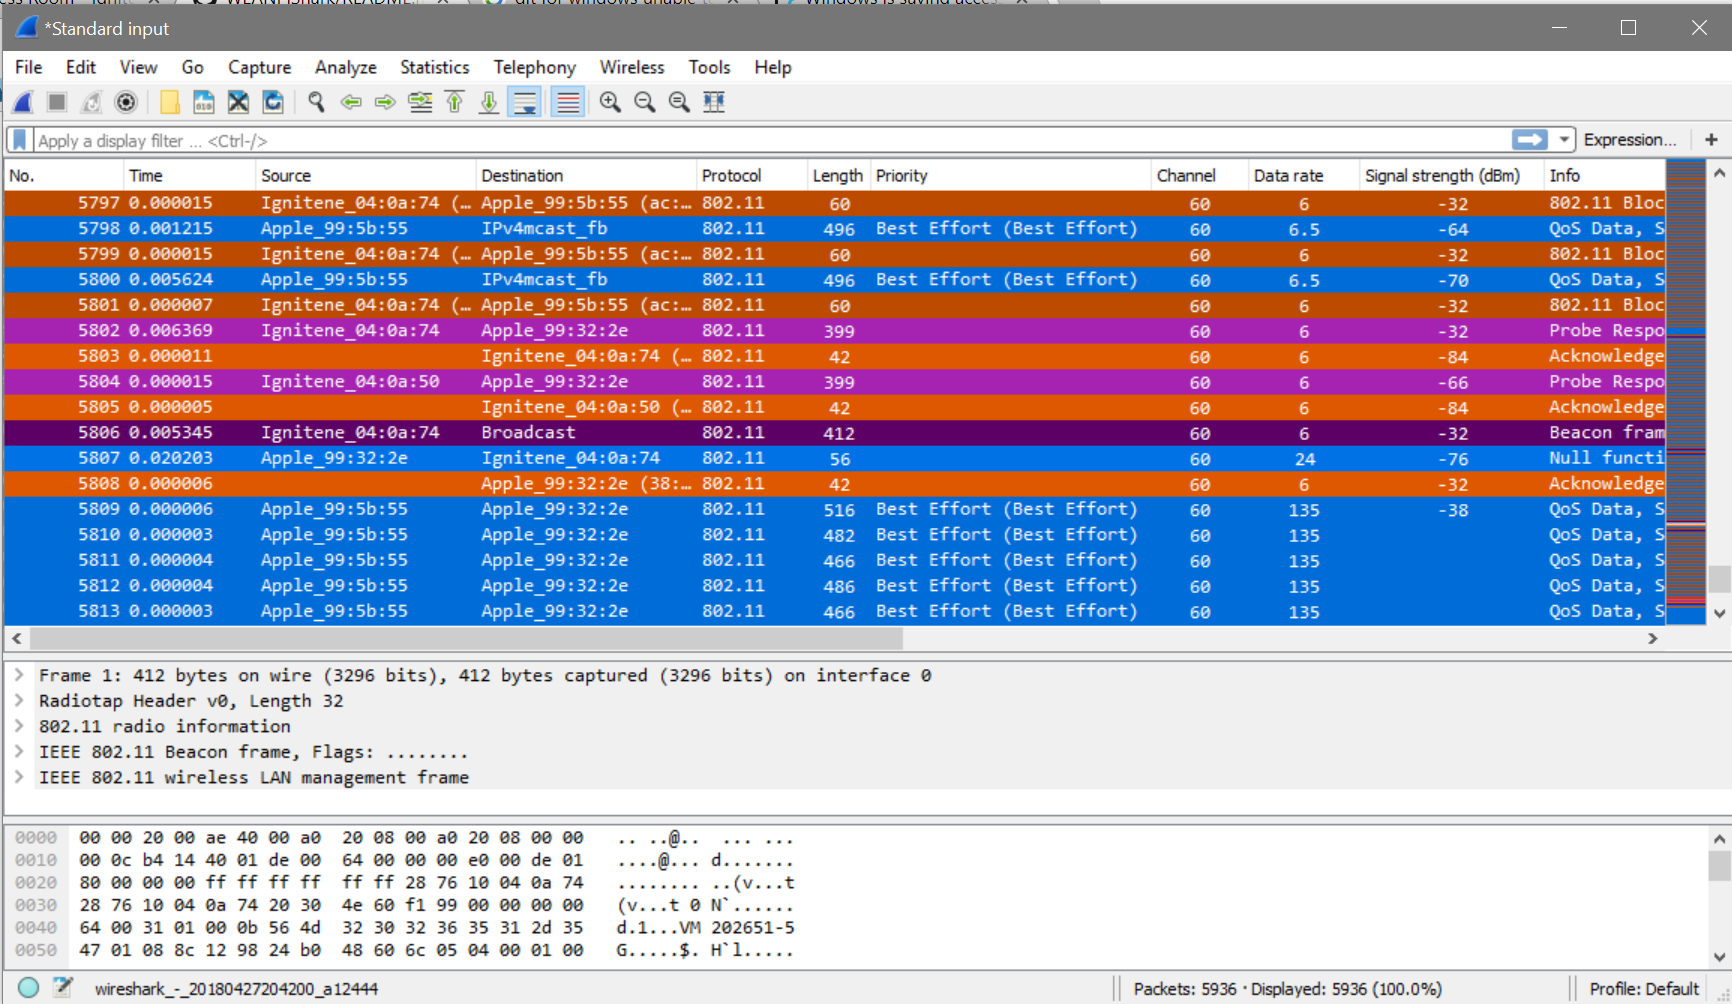 *Standard input
File Edit View Go Capture Analyze Statistics Telephony Wireless Tools Help
Apply a display filter ... <Ctrl-/> Expression... +
No. Time Source Destination Protocol Length Priority Channel Data rate Signal strength (dBm) Info
5797 0.000015 Ignitene_04:0a:74 (… Apple_99:5b:55 (ac:… 802.11 60 60 6 -32 802.11 Bloc
5798 0.001215 Apple_99:5b:55 IPv4mcast_fb 802.11 496 Best Effort (Best Effort) 60 6.5 -64 QoS Data, S
5799 0.000015 Ignitene_04:0a:74 (… Apple_99:5b:55 (ac:… 802.11 60 60 6 -32 802.11 Bloc
5800 0.005624 Apple_99:5b:55 IPv4mcast_fb 802.11 496 Best Effort (Best Effort) 60 6.5 -70 QoS Data, S
5801 0.000007 Ignitene_04:0a:74 (… Apple_99:5b:55 (ac:… 802.11 60 60 6 -32 802.11 Bloc
5802 0.006369 Ignitene_04:0a:74 Apple_99:32:2e 802.11 399 60 6 -32 Probe Respo
5803 0.000011 Ignitene_04:0a:74 (… 802.11 42 60 6 -84 Acknowledge
5804 0.000015 Ignitene_04:0a:50 Apple_99:32:2e 802.11 399 60 6 -66 Probe Respo
5805 0.000005 Ignitene_04:0a:50 (… 802.11 42 60 6 -84 Acknowledge
5806 0.005345 Ignitene_04:0a:74 Broadcast 802.11 412 60 6 -32 Beacon fram
5807 0.020203 Apple_99:32:2e Ignitene_04:0a:74 802.11 56 60 24 -76 Null functi
5808 0.000006 Apple_99:32:2e (38:… 802.11 42 60 6 -32 Acknowledge
5809 0.000006 Apple_99:5b:55 Apple_99:32:2e 802.11 516 Best Effort (Best Effort) 60 135 -38 QoS Data, S
5810 0.000003 Apple_99:5b:55 Apple_99:32:2e 802.11 482 Best Effort (Best Effort) 60 135 QoS Data, S
5811 0.000004 Apple_99:5b:55 Apple_99:32:2e 802.11 466 Best Effort (Best Effort) 60 135 QoS Data, S
5812 0.000004 Apple_99:5b:55 Apple_99:32:2e 802.11 486 Best Effort (Best Effort) 60 135 QoS Data, S
5813 0.000003 Apple_99:5b:55 Apple_99:32:2e 802.11 466 Best Effort (Best Effort) 60 135 QoS Data, S
Frame 1: 412 bytes on wire (3296 bits), 412 bytes captured (3296 bits) on interface 0
Radiotap Header v0, Length 32
802.11 radio information
IEEE 802.11 Beacon frame, Flags: ........
IEEE 802.11 wireless LAN management frame
0000 00 00 20 00 ae 40 00 a0 20 08 00 a0 20 08 00 00 .. ..@.. ... ...
0010 00 0c b4 14 40 01 de 00 64 00 00 00 e0 00 de 01 ....@... d.......
0020 80 00 00 00 ff ff ff ff ff ff 28 76 10 04 0a 74 ........ ..(v...t
0030 28 76 10 04 0a 74 20 30 4e 60 f1 99 00 00 00 00 (v...t 0 N`......
0040 64 00 31 01 00 0b 56 4d 32 30 32 36 35 31 2d 35 d.1...VM 202651-5
0050 47 01 08 8c 12 98 24 b0 48 60 6c 05 04 00 01 00 G.....$. H`l.....
wireshark_-_20180427204200_a12444 Packets: 5936 · Displayed: 5936 (100.0%) Profile: Default